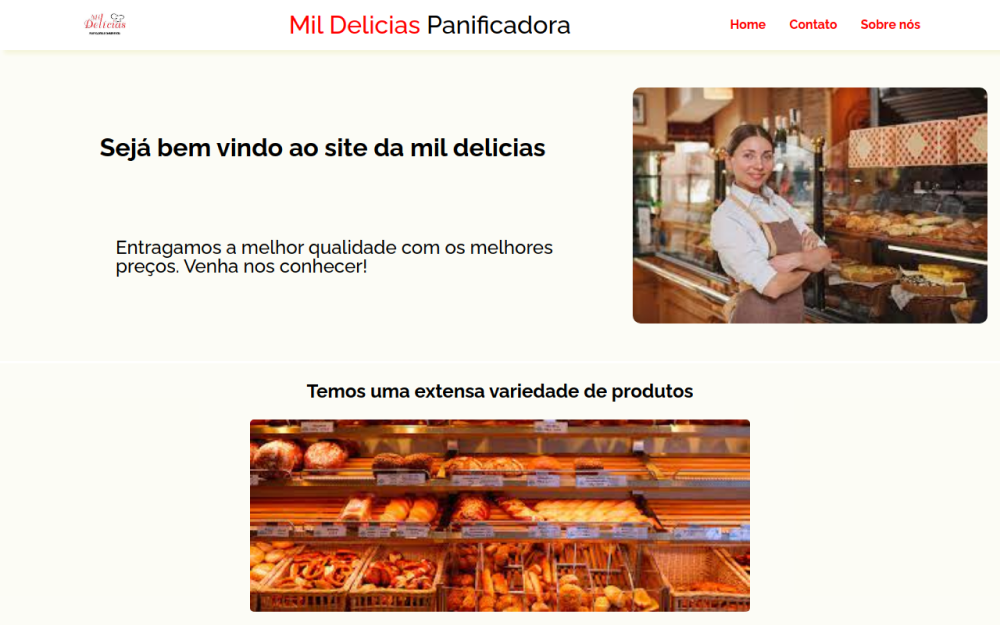 Mil
Delicias
Mil Delicias Panificadora
Home Contato Sobre nós
Sejá bem vindo ao site da mil delicias
Entragamos a melhor qualidade com os melhores
preços. Venha nos conhecer!
Temos uma extensa variedade de produtos